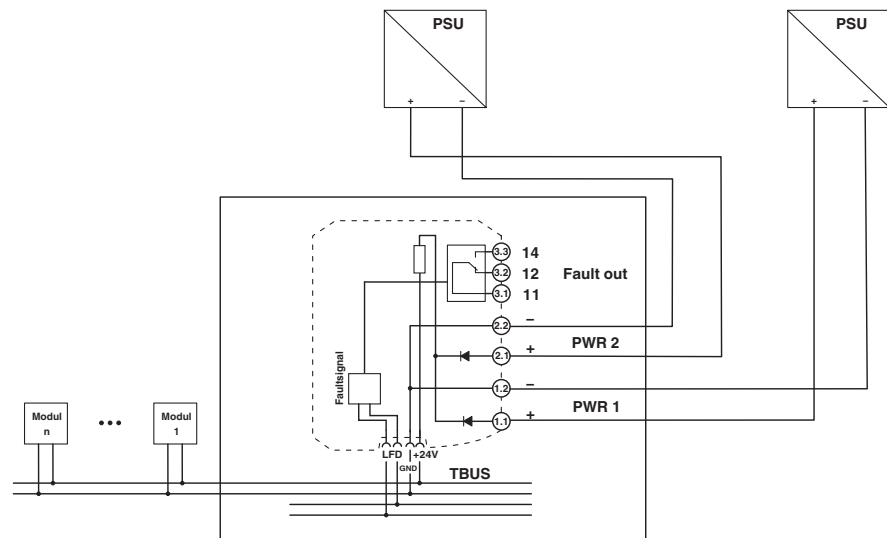 PSU
PSU
+ −
+ −
3.3 14
3.2 12 Fault out
3.1 11
2.2 −
PWR 2
2.1 +
1.2 −
PWR 1
1.1 +
Faultsignal
Modul
n
•••
Modul
1
LFD +24V
GND
TBUS